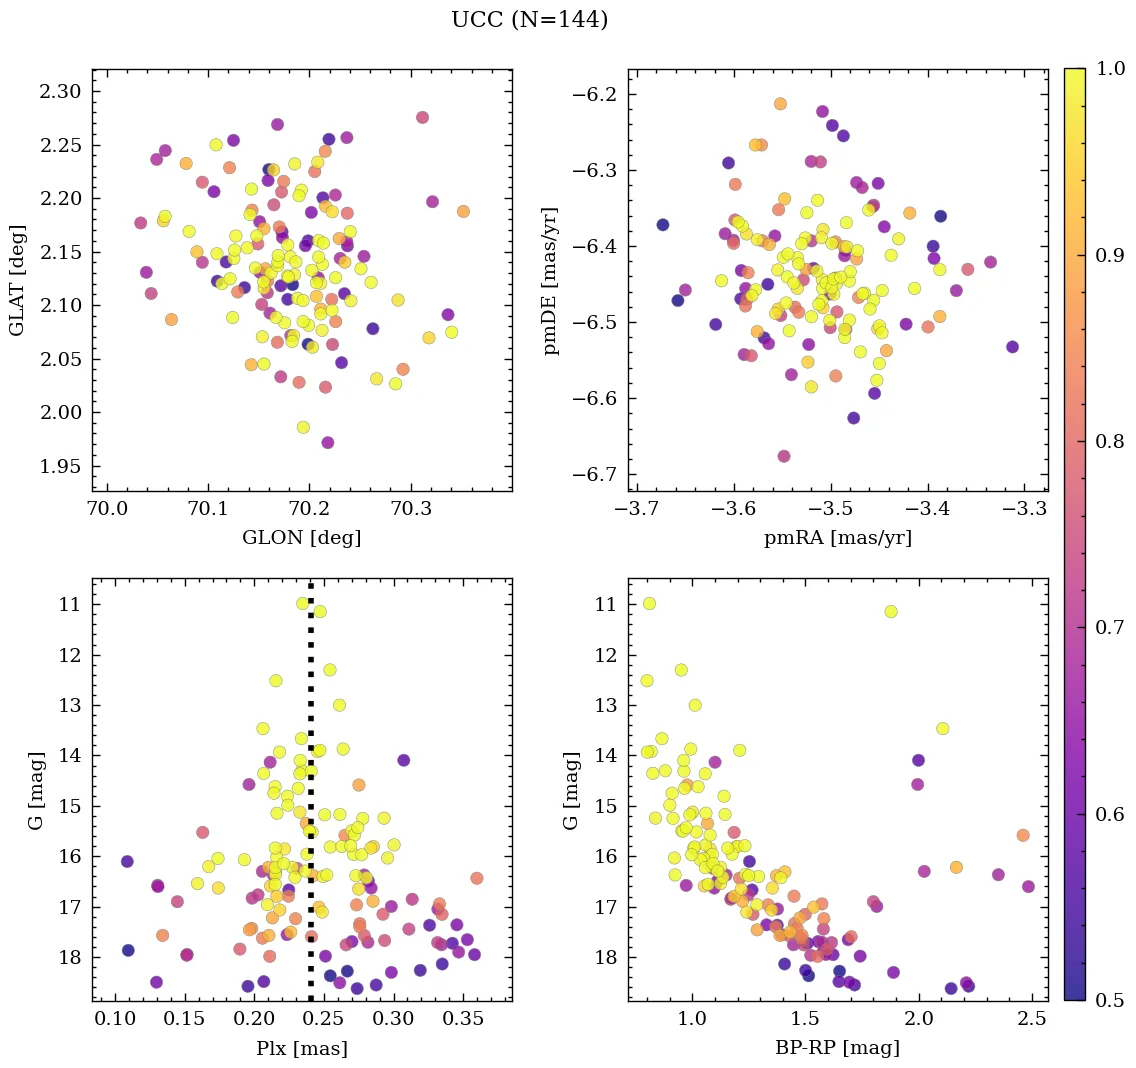 UCC (N=144)
2.30
2.25
2.20
2.15
2.10
2.05
2.00
1.95
GLAT [deg]
70.0 70.1 70.2 70.3
GLON [deg]
−6.2
−6.3
−6.4
−6.5
−6.6
−6.7
pmDE [mas/yr]
−3.7 −3.6 −3.5 −3.4 −3.3
pmRA [mas/yr]
11
12
13
14
15
16
17
18
G [mag]
0.10 0.15 0.20 0.25 0.30 0.35
Plx [mas]
11
12
13
14
15
16
17
18
G [mag]
1.0 1.5 2.0 2.5
BP-RP [mag]
1.0
0.9
0.8
0.7
0.6
0.5